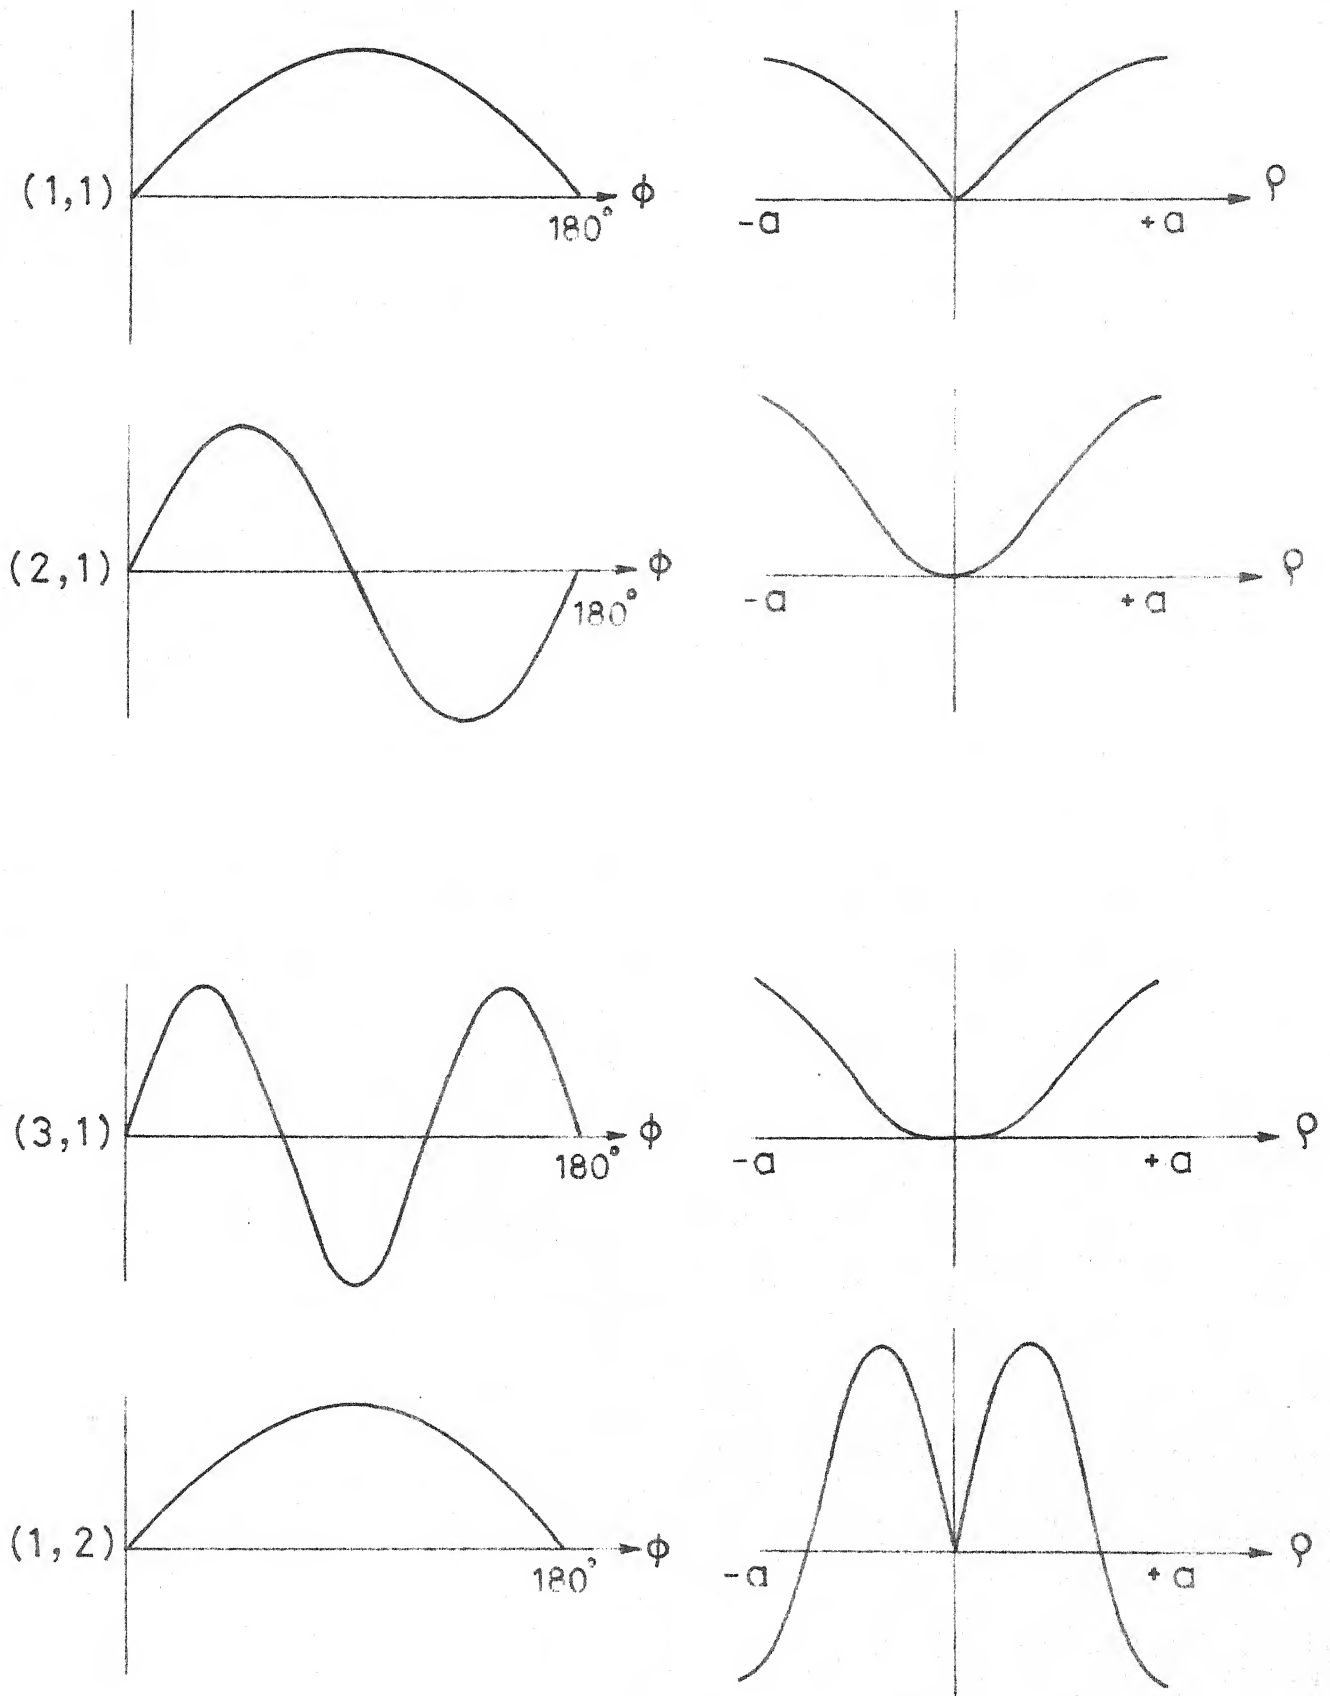 (1,1) ϕ 180° -a +a ρ
(2,1) ϕ 180° -a +a ρ
(3,1) ϕ 180° -a +a ρ
(1,2) ϕ 180° -a +a ρ